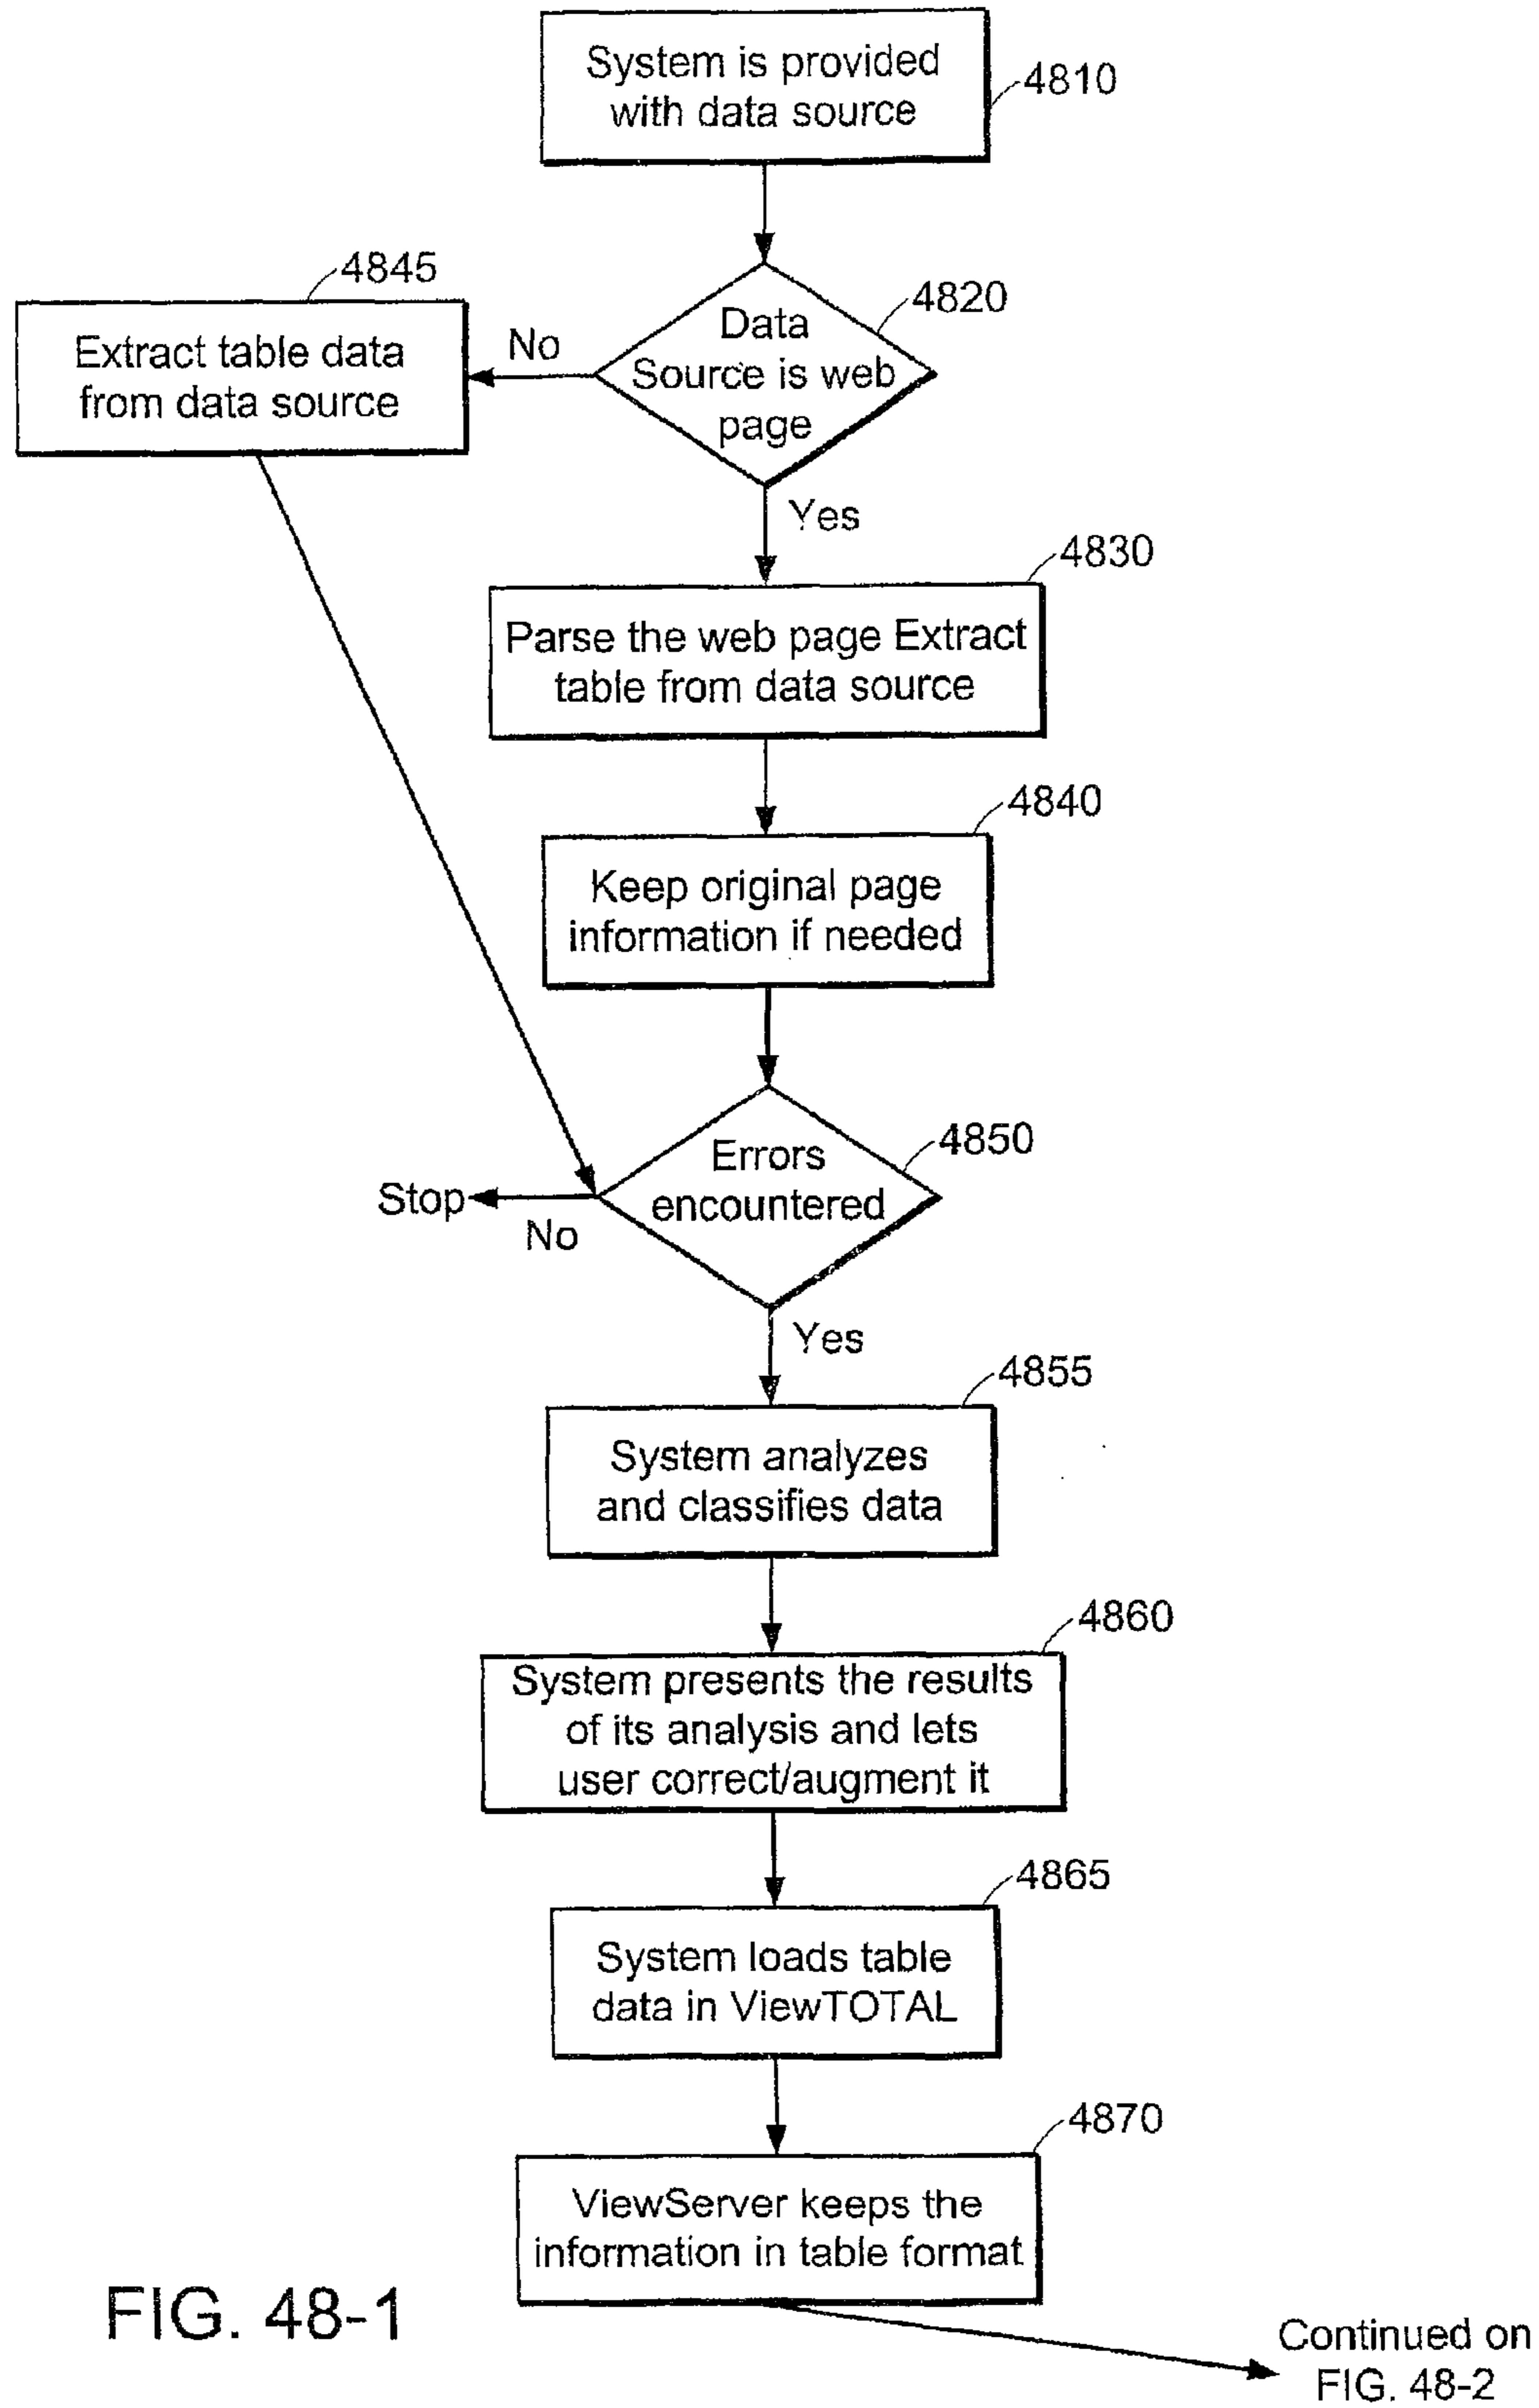 System is provided
with data source
4810
4845
Extract table data
from data source
No
4820
Data
Source is web
page
Yes
4830
Parse the web page Extract
table from data source
4840
Keep original page
information if needed
4850
Errors
encountered
Stop
No
Yes
4855
System analyzes
and classifies data
4860
System presents the results
of its analysis and lets
user correct/augment it
4865
System loads table
data in ViewTOTAL
4870
ViewServer keeps the
information in table format
FIG. 48-1
Continued on
FIG. 48-2